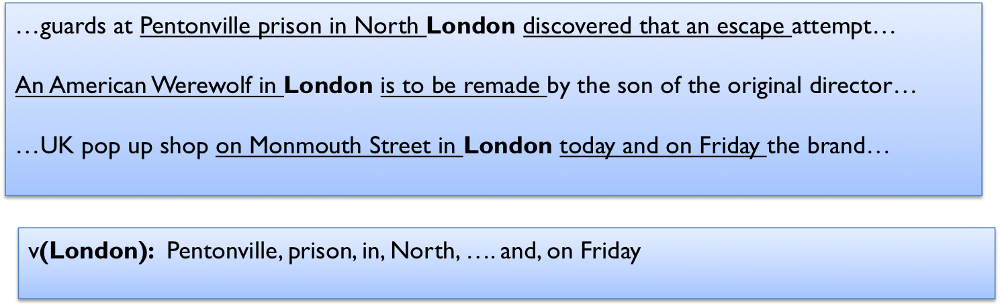 …guards at Pentonville prison in North London discovered that an escape attempt…
An American Werewolf in London is to be remade by the son of the original director…
…UK pop up shop on Monmouth Street in London today and on Friday the brand…
v(London): Pentonville, prison, in, North, …. and, on Friday